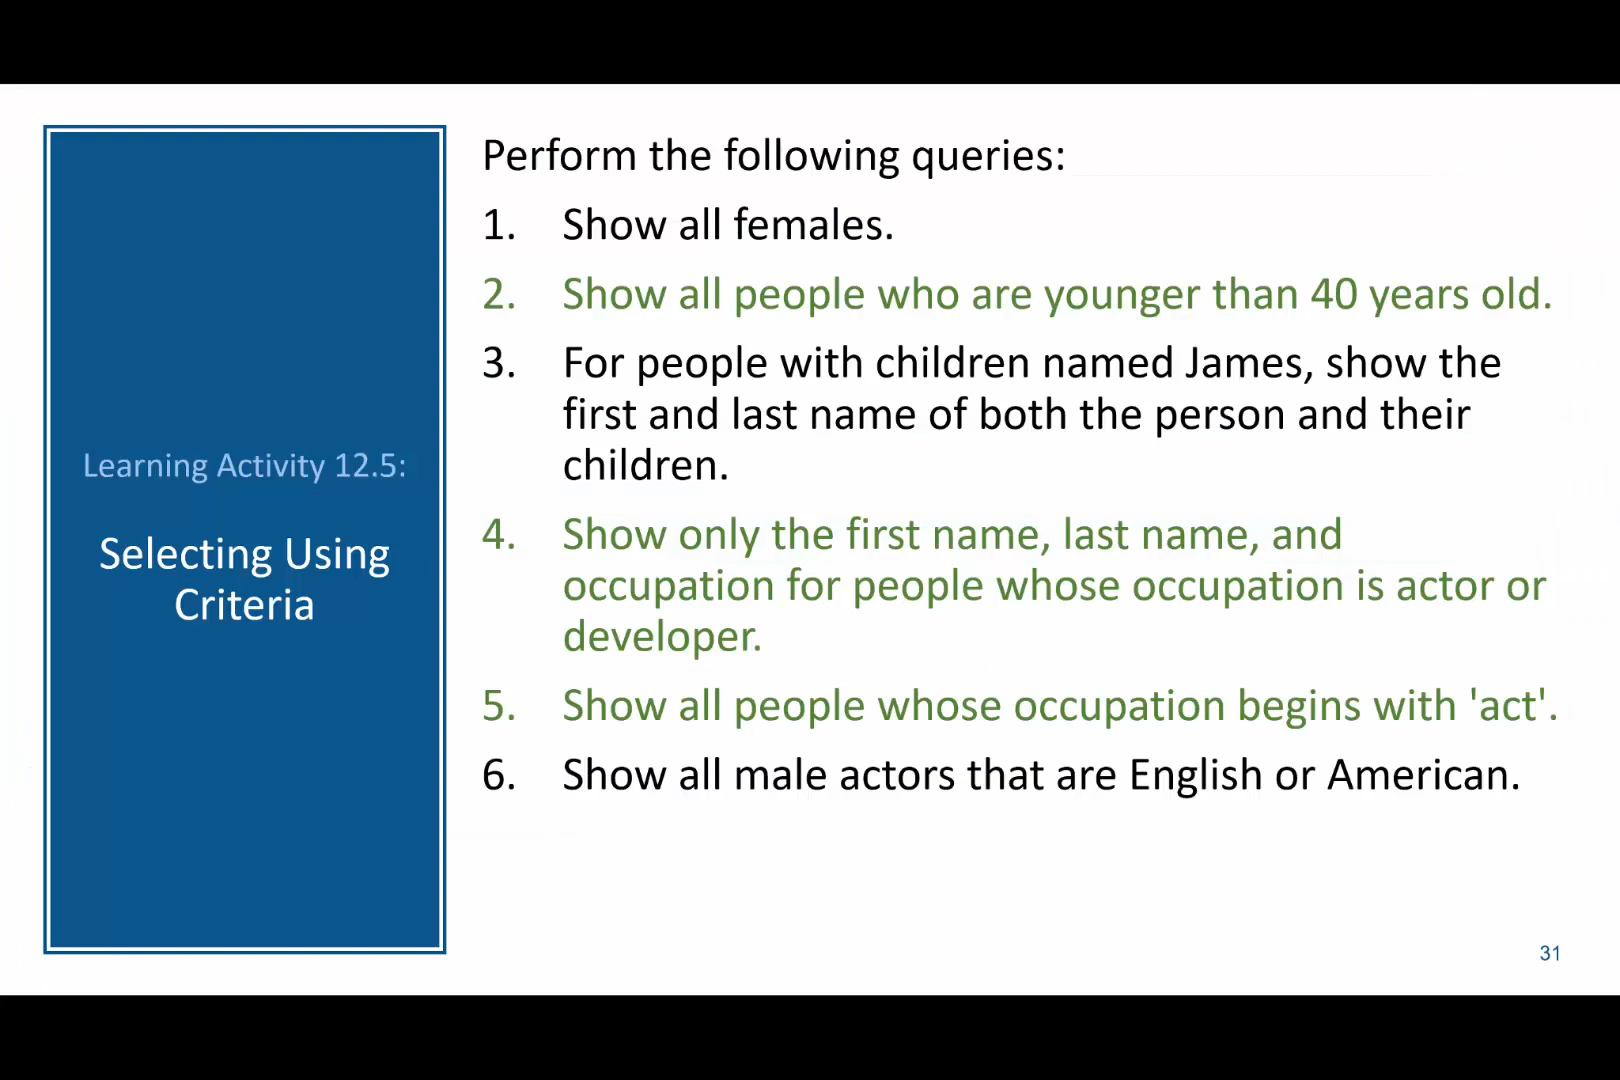 Learning Activity 12.5:
Selecting Using
Criteria
Perform the following queries:
1. Show all females.
2. Show all people who are younger than 40 years old.
3. For people with children named James, show the
first and last name of both the person and their
children.
4. Show only the first name, last name, and
occupation for people whose occupation is actor or
developer.
5. Show all people whose occupation begins with 'act'.
6. Show all male actors that are English or American.
31